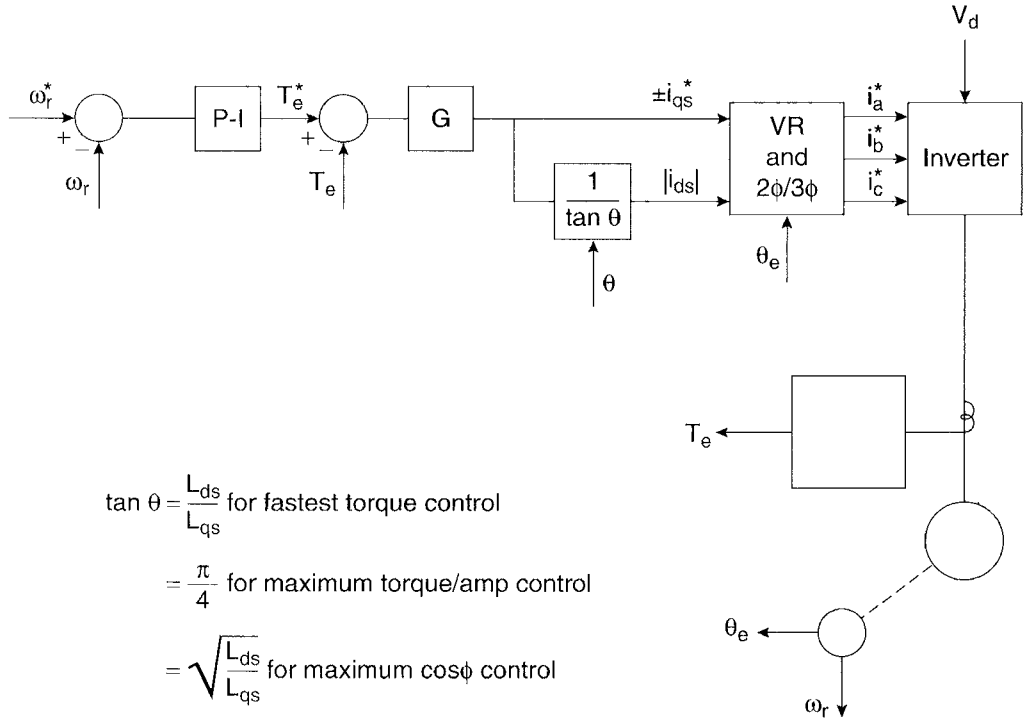 V_d
ω_r^*
+
−
ω_r
P-I
T_e^*
+
−
T_e
G
±i_qs^*
1
tan θ
θ
|i_ds|
VR
and
2ϕ/3ϕ
θ_e
i_a^*
i_b^*
i_c^*
Inverter
T_e
tan θ = L_ds/L_qs for fastest torque control
= π/4 for maximum torque/amp control
= √(L_ds/L_qs) for maximum cosϕ control
θ_e
ω_r